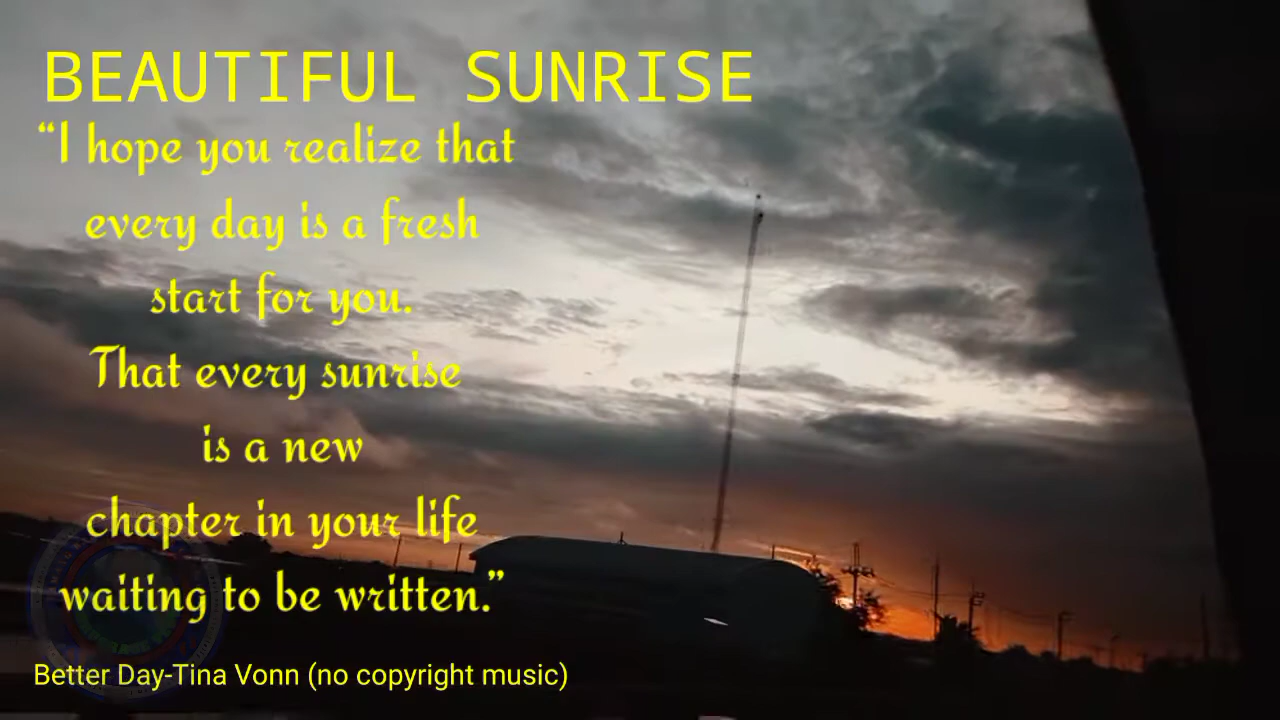 BEAUTIFUL SUNRISE
“I hope you realize that
every day is a fresh
start for you.
That every sunrise
is a new
chapter in your life
waiting to be written.”
Better Day-Tina Vonn (no copyright music)